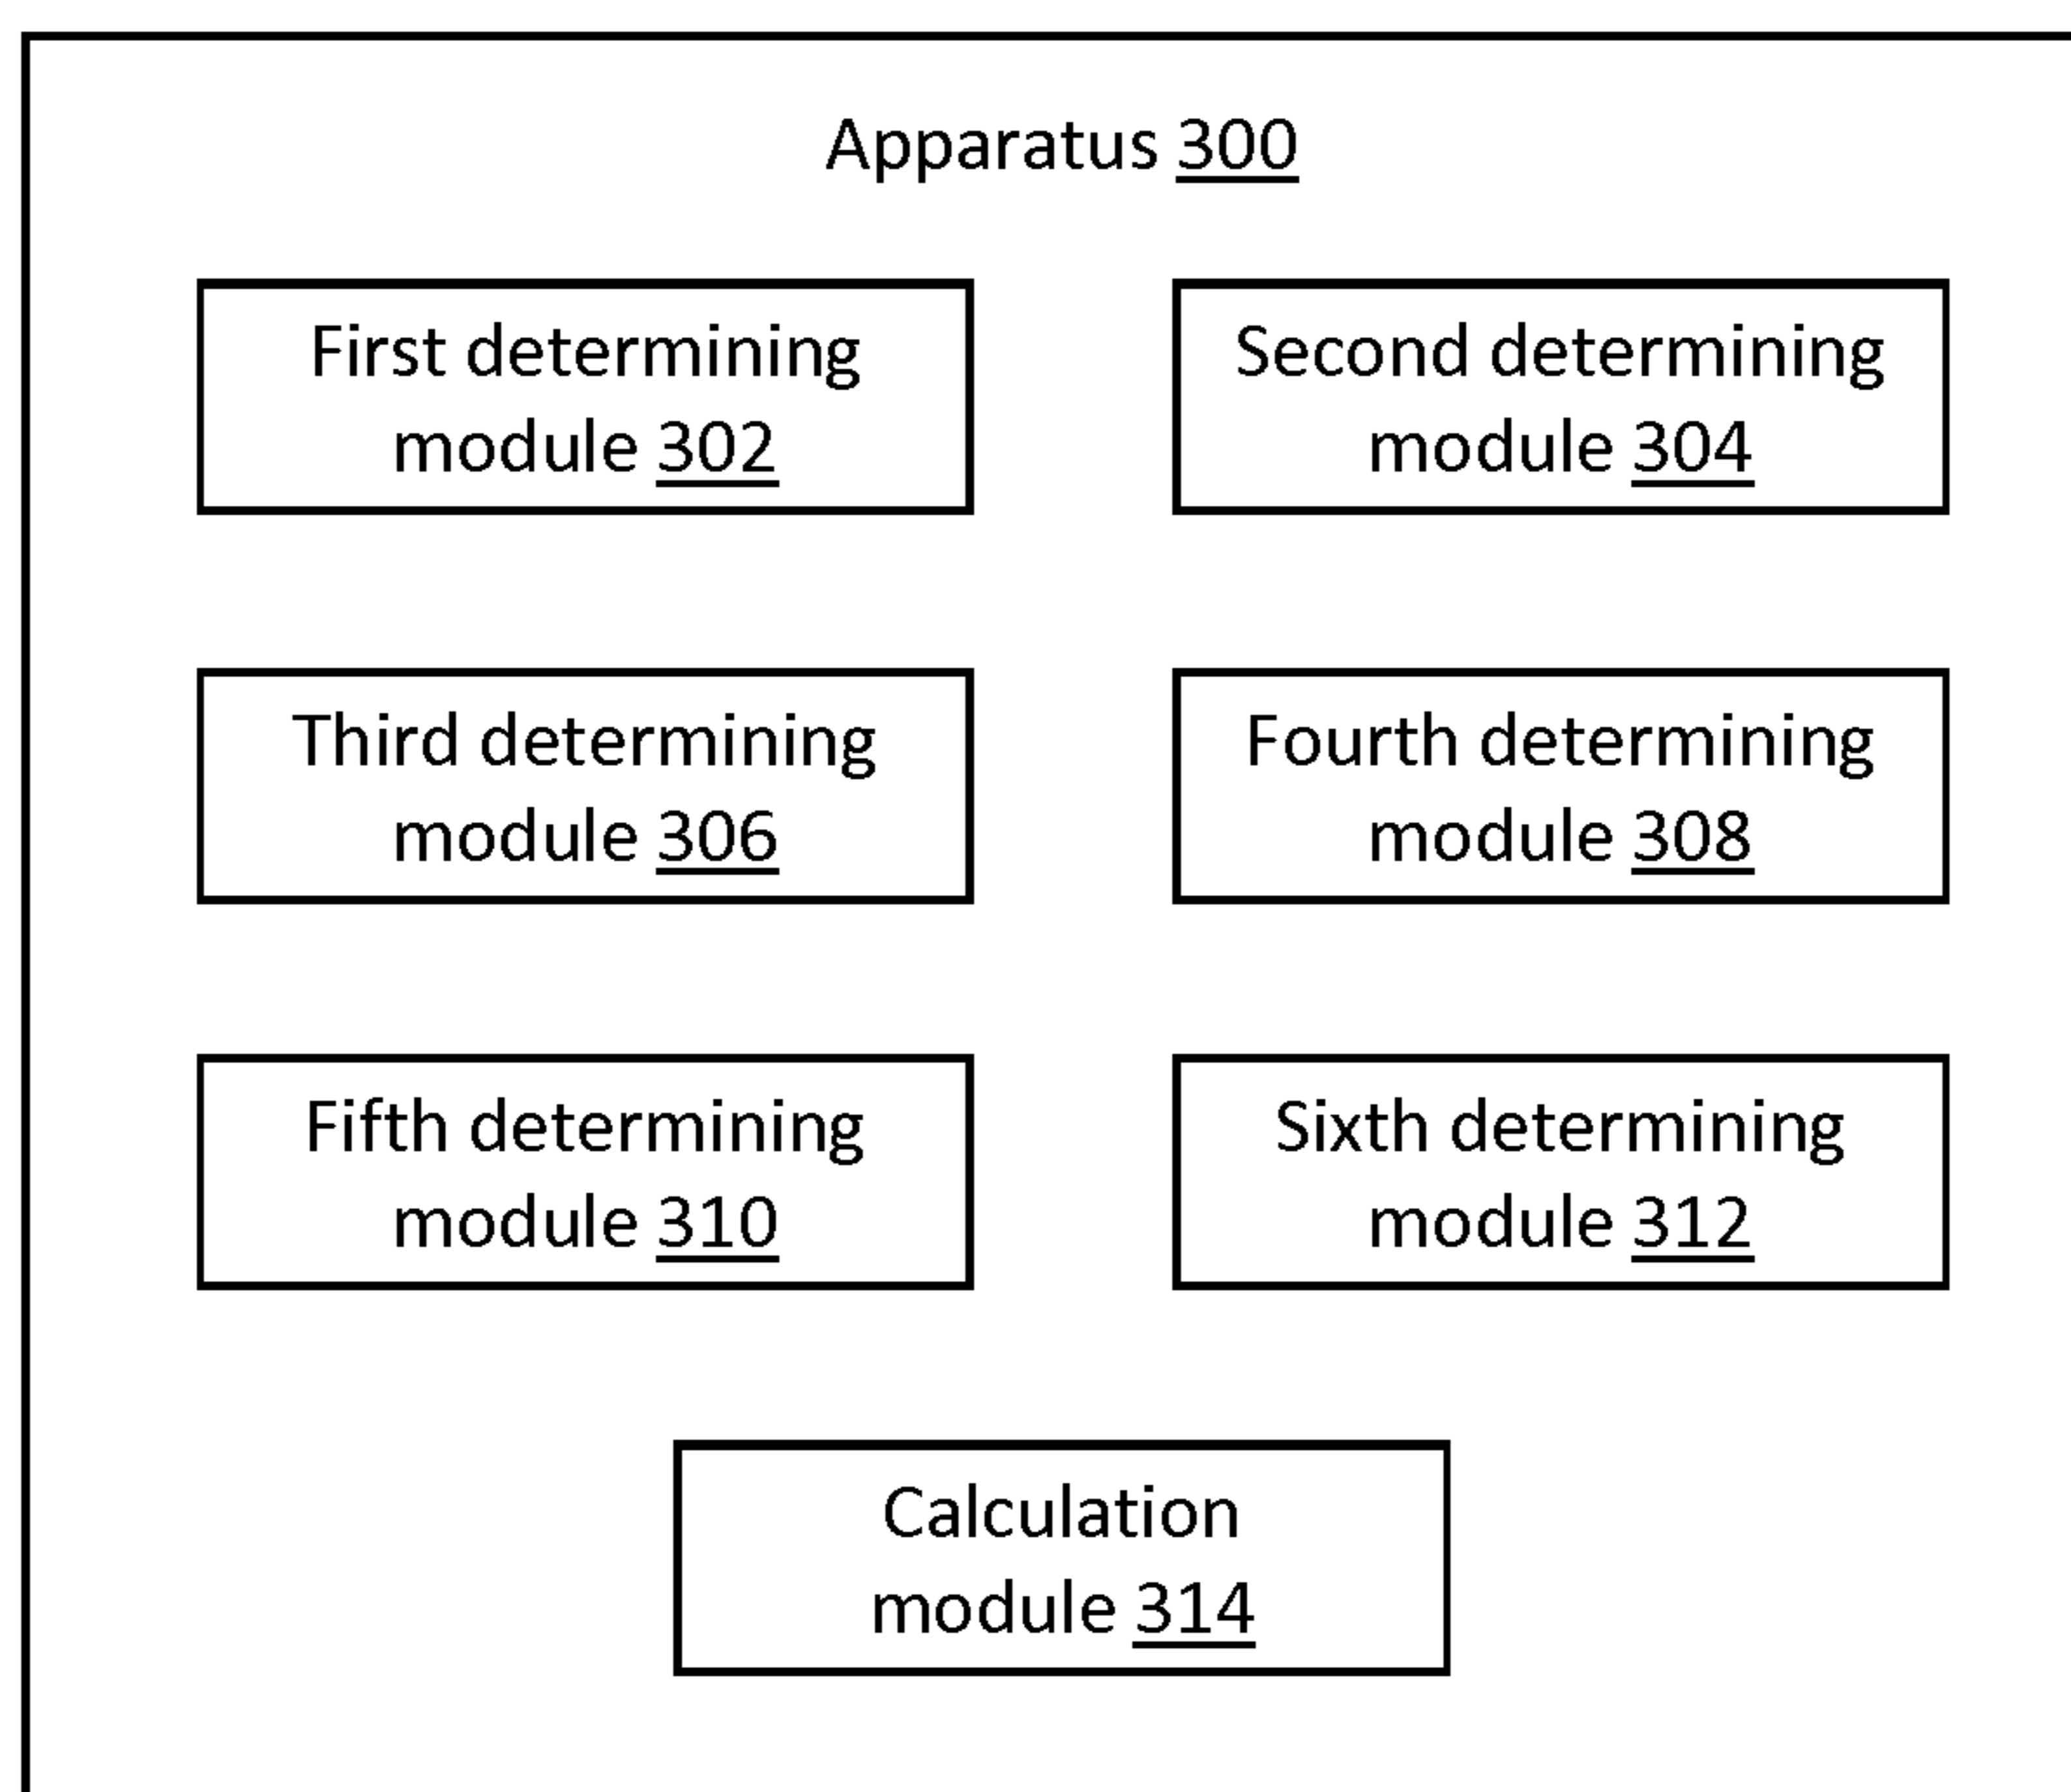 Apparatus 300
First determining
module 302
Second determining
module 304
Third determining
module 306
Fourth determining
module 308
Fifth determining
module 310
Sixth determining
module 312
Calculation
module 314